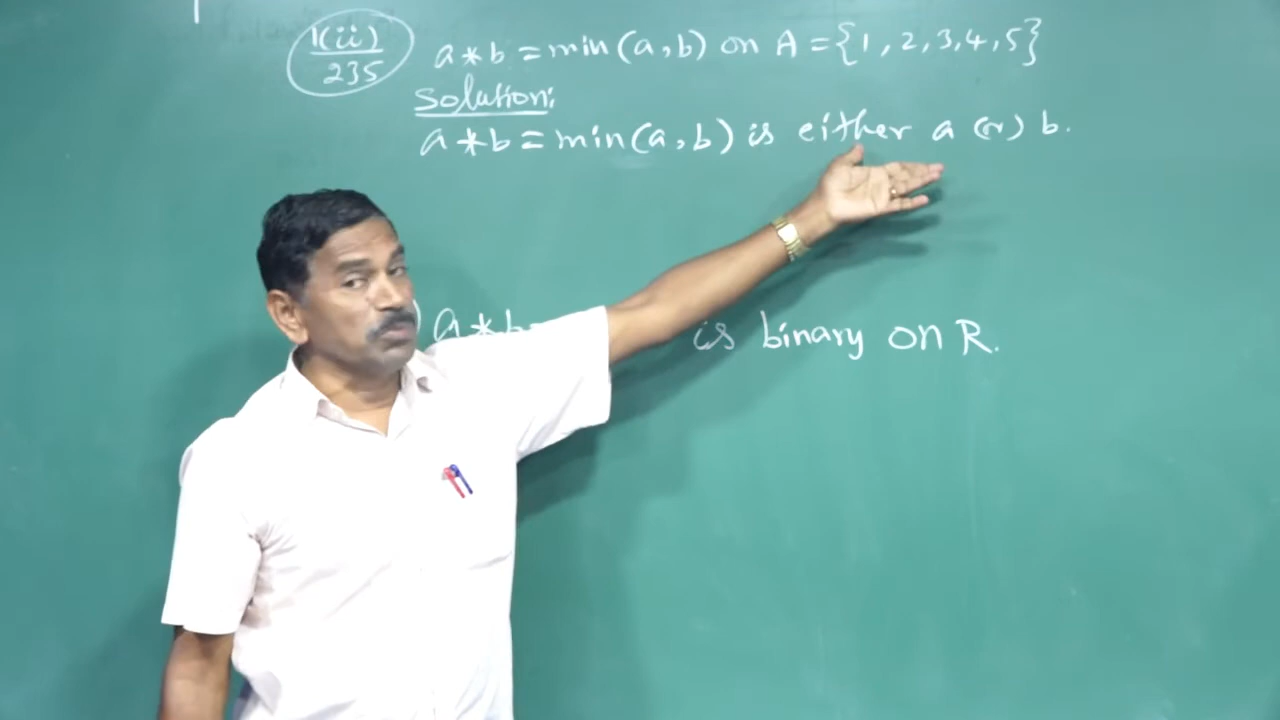 1(ii)
235
a * b = min(a, b) on A = {1, 2, 3, 4, 5}
Solution:
a * b = min(a, b) is either a (or) b.
) a * b = is binary on R.